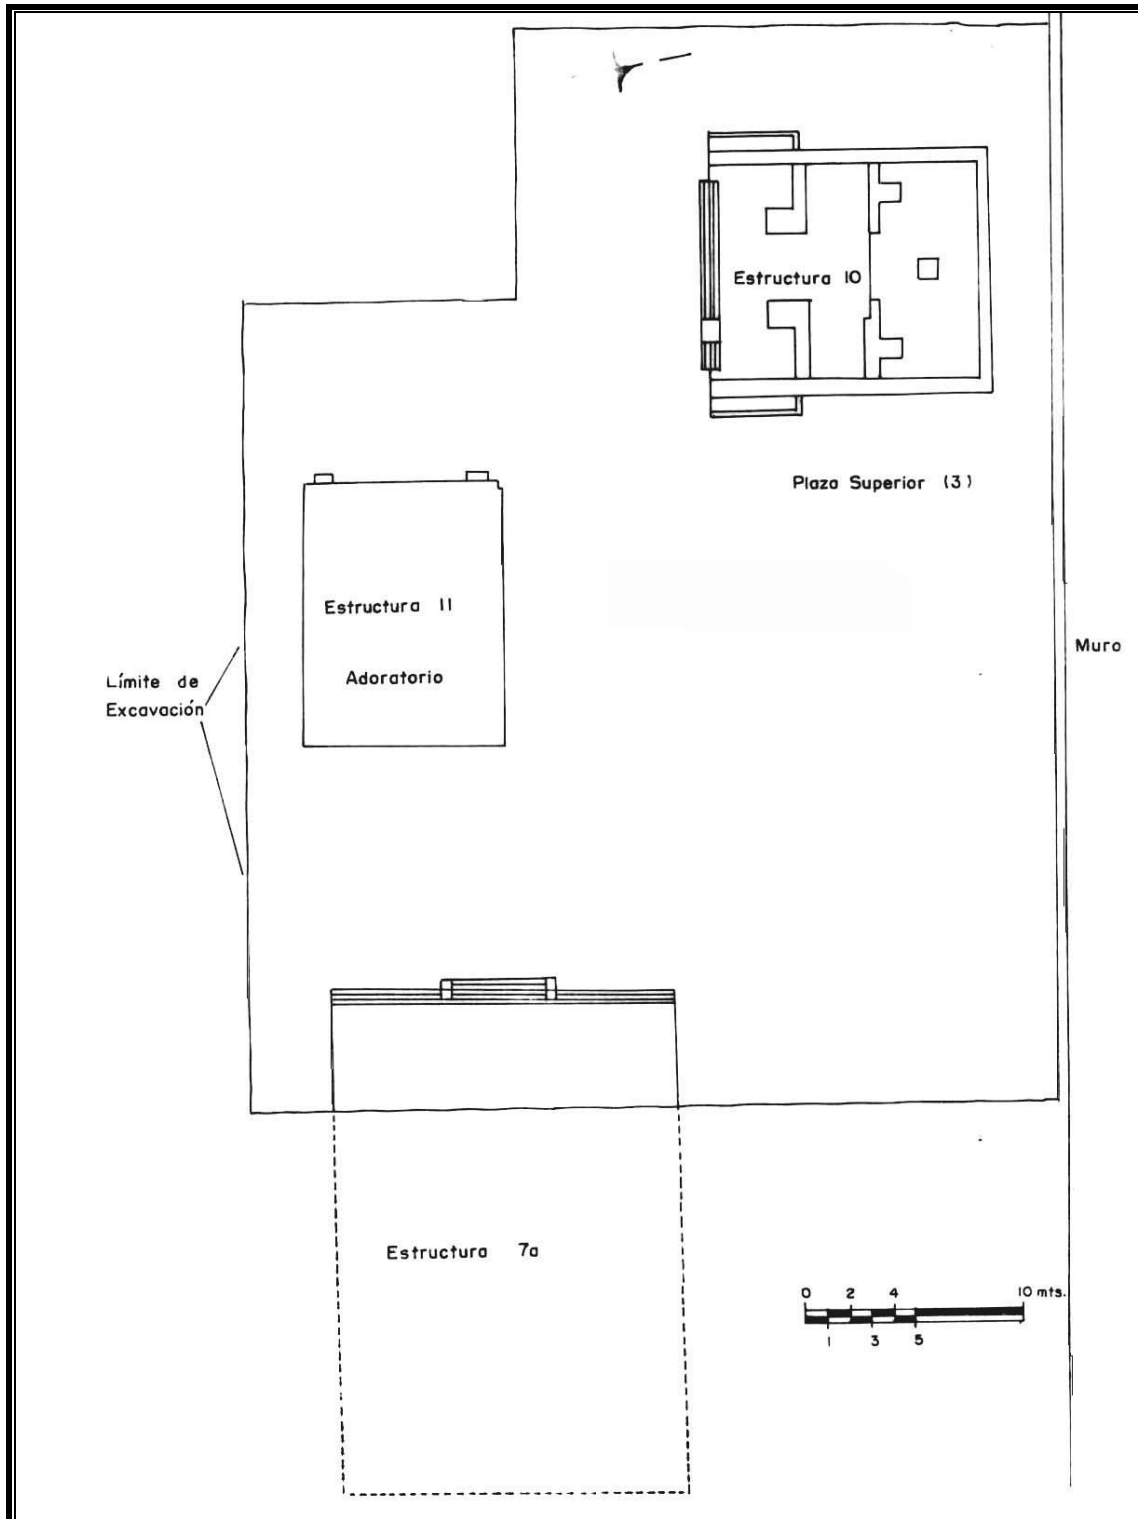 Estructura 10
Plaza Superior (3)
Estructura 11
Adoratorio
Muro
Límite de
Excavación
Estructura 7a
0 2 4 10 mts.
1 3 5